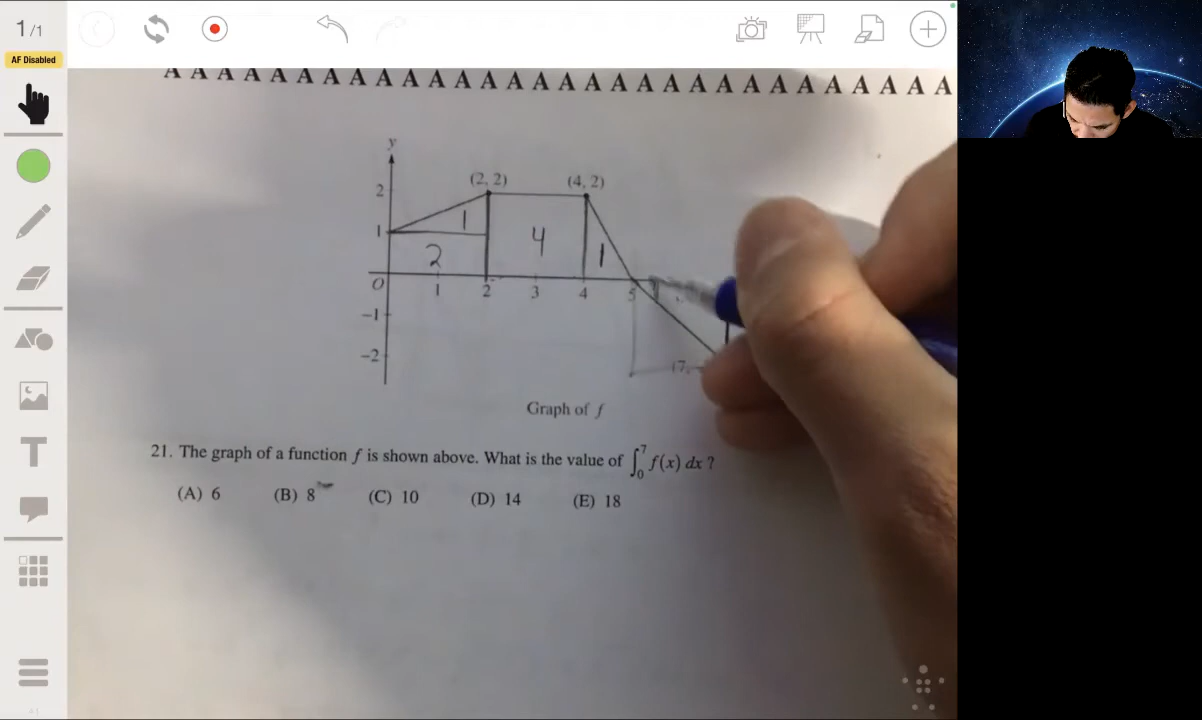 1/1
AF Disabled
A A A A A A A A A A A A A A A A A A A A A A A A A A A A A A
y
(2, 2) (4, 2)
2
1
1
4
1
2
O 1 2 3 4 5
-1
-2
(7,
Graph of f
21. The graph of a function f is shown above. What is the value of ∫₀⁷ f(x) dx ?
(A) 6 (B) 8 (C) 10 (D) 14 (E) 18
T